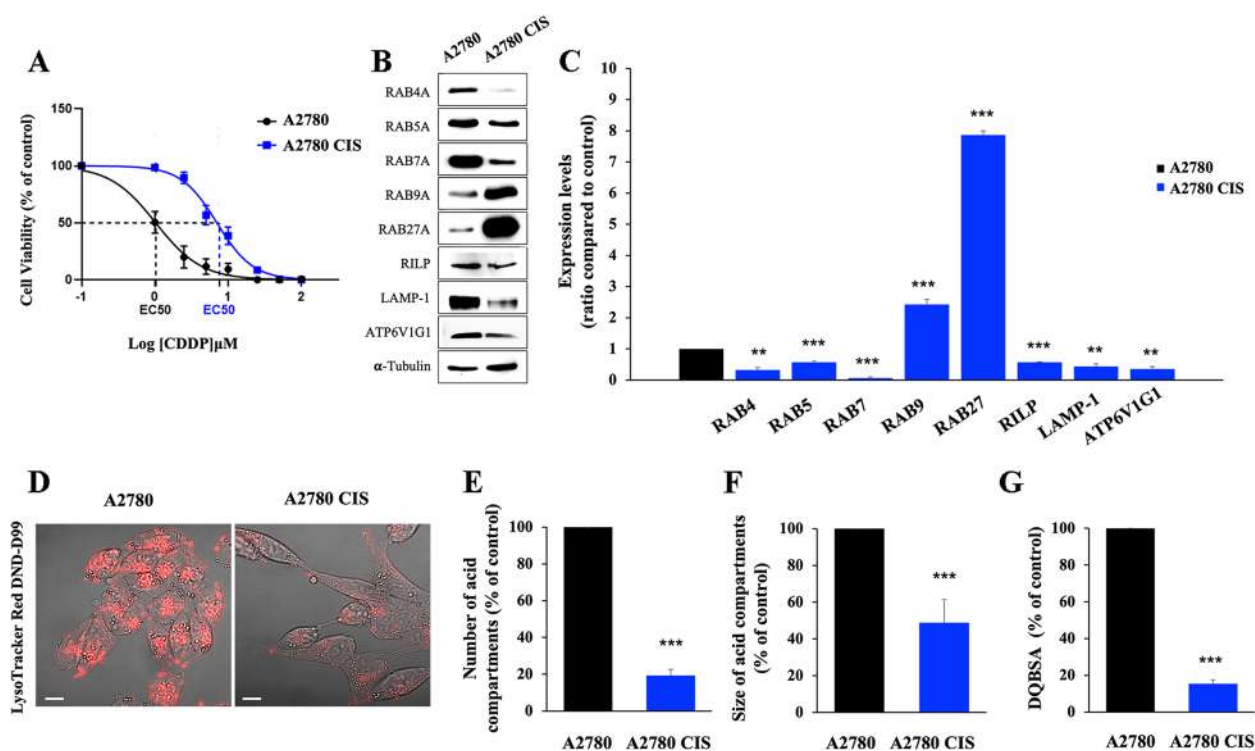 A
Cell Viability (% of control)
150
100
50
0
-1
0
1
2
EC50
EC50
Log [CDDP]μM
A2780
A2780 CIS
B
A2780
A2780 CIS
RAB4A
RAB5A
RAB7A
RAB9A
RAB27A
RILP
LAMP-1
ATP6V1G1
α-Tubulin
C
Expression levels
(ratio compared to control)
10
9
8
7
6
5
4
3
2
1
0
**
***
***
***
***
***
**
**
RAB4
RAB5
RAB7
RAB9
RAB27
RILP
LAMP-1
ATP6V1G1
A2780
A2780 CIS
D
A2780
A2780 CIS
LysoTracker Red DND-D99
E
Number of acid
compartments (% of control)
100
80
60
40
20
0
***
A2780
A2780 CIS
F
Size of acid compartments
(% of control)
100
80
60
40
20
0
***
A2780
A2780 CIS
G
DQBSA (% of control)
100
80
60
40
20
0
***
A2780
A2780 CIS